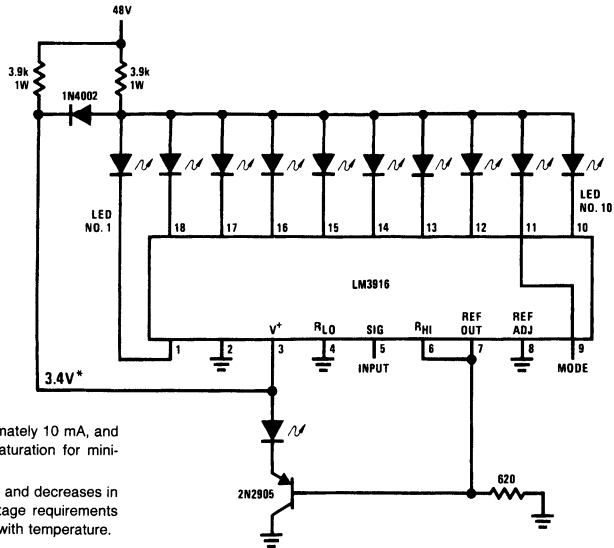 48V
3.9k
1W
3.9k
1W
1N4002
LED
NO. 1
LED
NO. 10
18 17 16 15 14 13 12 11 10
LM3916
V+ RLO SIG RHI REF OUT REF ADJ
1 2 3 4 5 6 7 8 9
INPUT MODE
3.4V*
mately 10 mA, and
aturation for mini-
and decreases in
tage requirements
with temperature.
2N2905
620